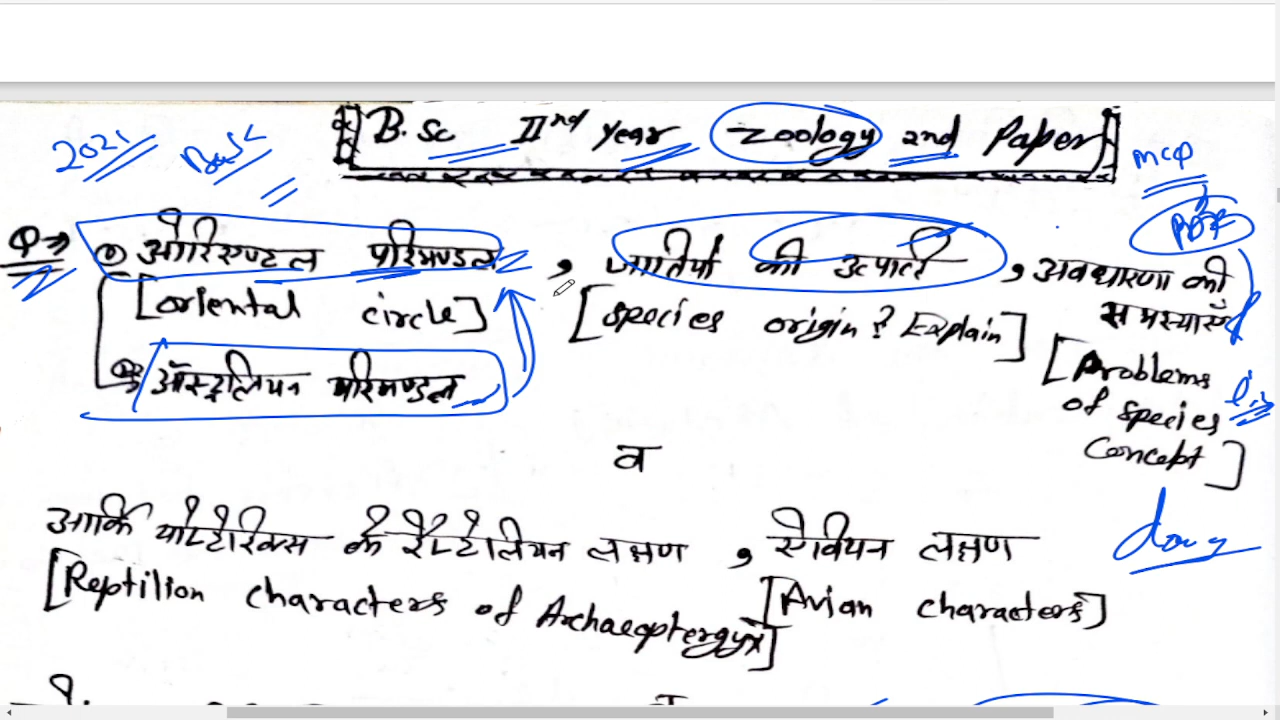 B.Sc IInd Year Zoology 2nd Paper
2021
mcq
PDF
Q⇒ ① ओरिएण्टल परिमण्डल , जातियों की उत्पत्ति , अवधारणा की समस्याएँ
[oriental circle] [species origin? Explain] [Problems of species Concept]
② ऑस्ट्रेलियन परिमण्डल
व
आर्कियोप्टेरिक्स के रेप्टेलियन लक्षण , ऐवियन लक्षण
[Reptilion characters of Archaeopteryx] [Avian characters]